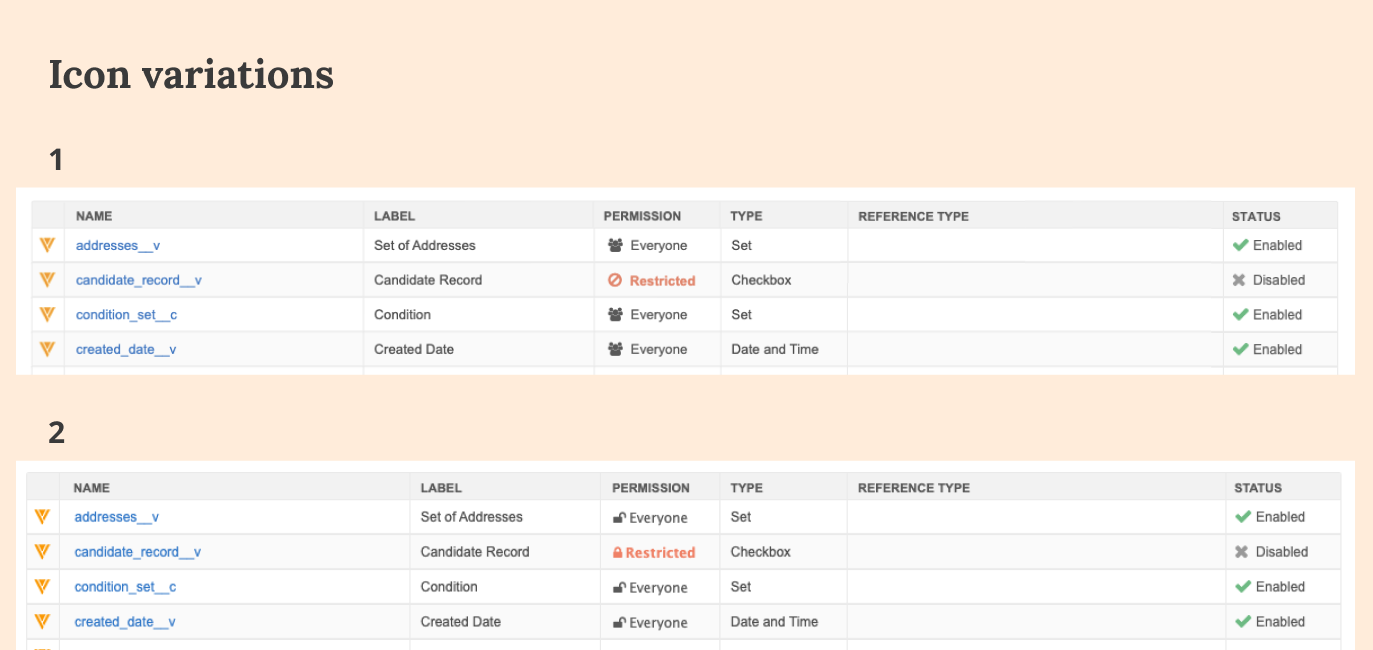 Icon variations
1
NAME LABEL PERMISSION TYPE REFERENCE TYPE STATUS
addresses__v Set of Addresses Everyone Set Enabled
candidate_record__v Candidate Record Restricted Checkbox Disabled
condition_set__c Condition Everyone Set Enabled
created_date__v Created Date Everyone Date and Time Enabled
2
NAME LABEL PERMISSION TYPE REFERENCE TYPE STATUS
addresses__v Set of Addresses Everyone Set Enabled
candidate_record__v Candidate Record Restricted Checkbox Disabled
condition_set__c Condition Everyone Set Enabled
created_date__v Created Date Everyone Date and Time Enabled